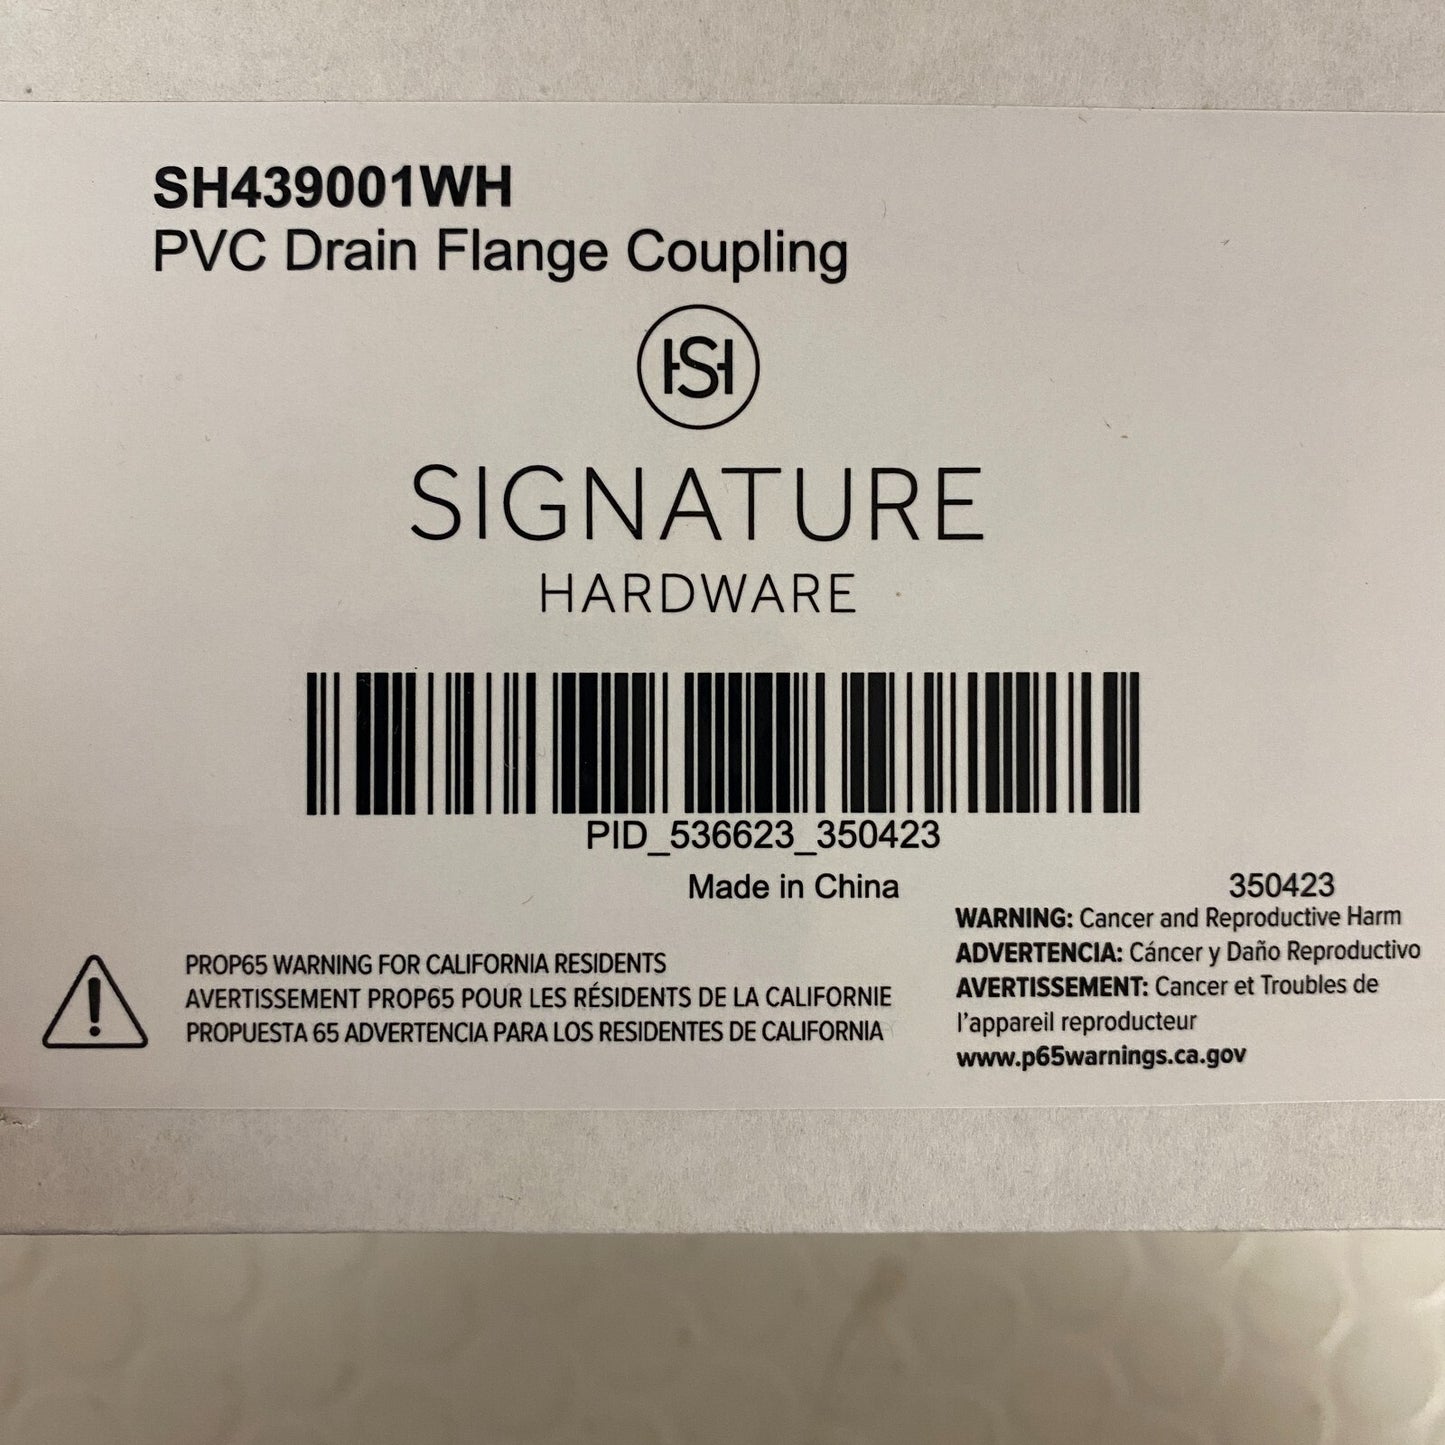 SH439001WH
PVC Drain Flange Coupling
SH
SIGNATURE
HARDWARE
PID_536623_350423
Made in China
350423
PROP65 WARNING FOR CALIFORNIA RESIDENTS
AVERTISSEMENT PROP65 POUR LES RÉSIDENTS DE LA CALIFORNIE
PROPUESTA 65 ADVERTENCIA PARA LOS RESIDENTES DE CALIFORNIA
WARNING: Cancer and Reproductive Harm
ADVERTENCIA: Cáncer y Daño Reproductivo
AVERTISSEMENT: Cancer et Troubles de
l'appareil reproducteur
www.p65warnings.ca.gov